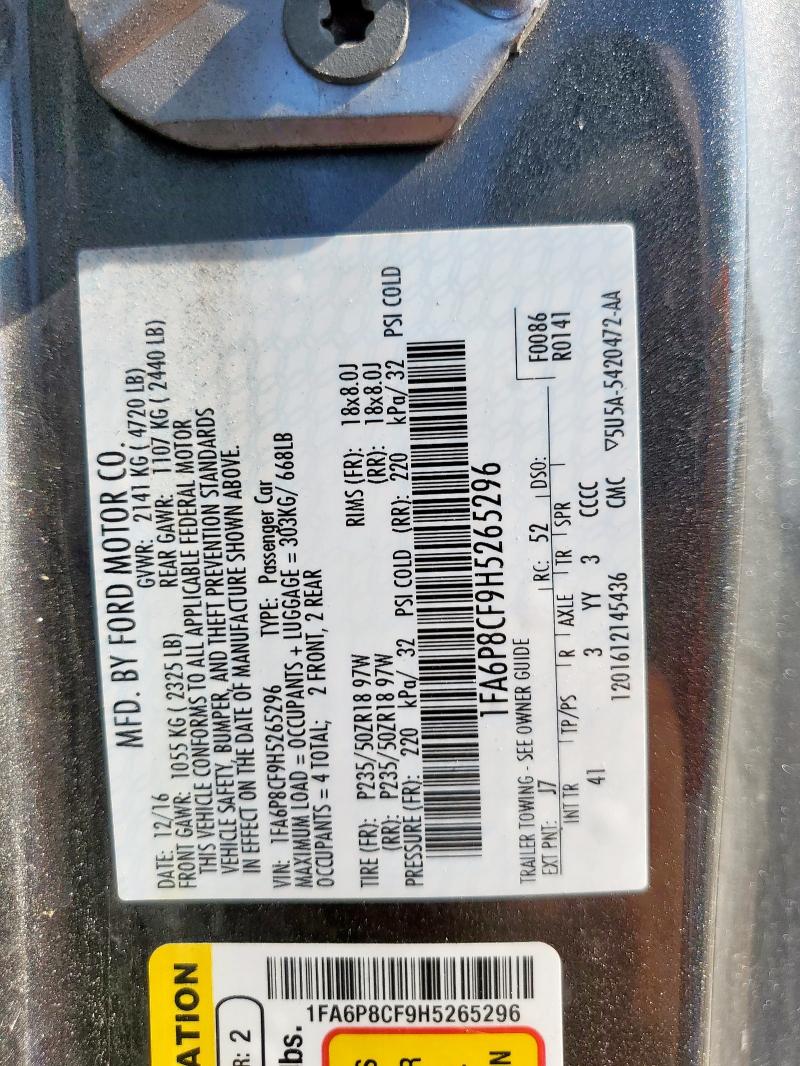 MFD. BY FORD MOTOR CO.
DATE: 12/16 GVWR: 2141 KG ( 4720 LB)
FRONT GAWR: 1055 KG (2325 LB) REAR GAWR: 1107 KG ( 2440 LB)
THIS VEHICLE CONFORMS TO ALL APPLICABLE FEDERAL MOTOR
VEHICLE SAFETY, BUMPER, AND THEFT PREVENTION STANDARDS
IN EFFECT ON THE DATE OF MANUFACTURE SHOWN ABOVE.
VIN: 1FA6P8CF9H5265296 TYPE: Passenger Car
MAXIMUM LOAD = OCCUPANTS + LUGGAGE = 303KG/ 668LB
OCCUPANTS = 4 TOTAL; 2 FRONT, 2 REAR
TIRE (FR): P235/50ZR18 97W RIMS (FR): 18x8.0J
(RR): P235/50ZR18 97W (RR): 18x8.0J
PRESSURE (FR): 220 kPa/ 32 PSI COLD (RR): 220 kPa/ 32 PSI COLD
1FA6P8CF9H5265296
TRAILER TOWING - SEE OWNER GUIDE F0086
EXT PNT: J7 RC: 52 DSO: R0141
INT TR TP/PS R AXLE TR SPR
41 3 YY 3 CCCC
1201612145436 CMC ▽5U5A-5420472-AA
ATION
R: 2
1FA6P8CF9H5265296
bs.
S
R
N